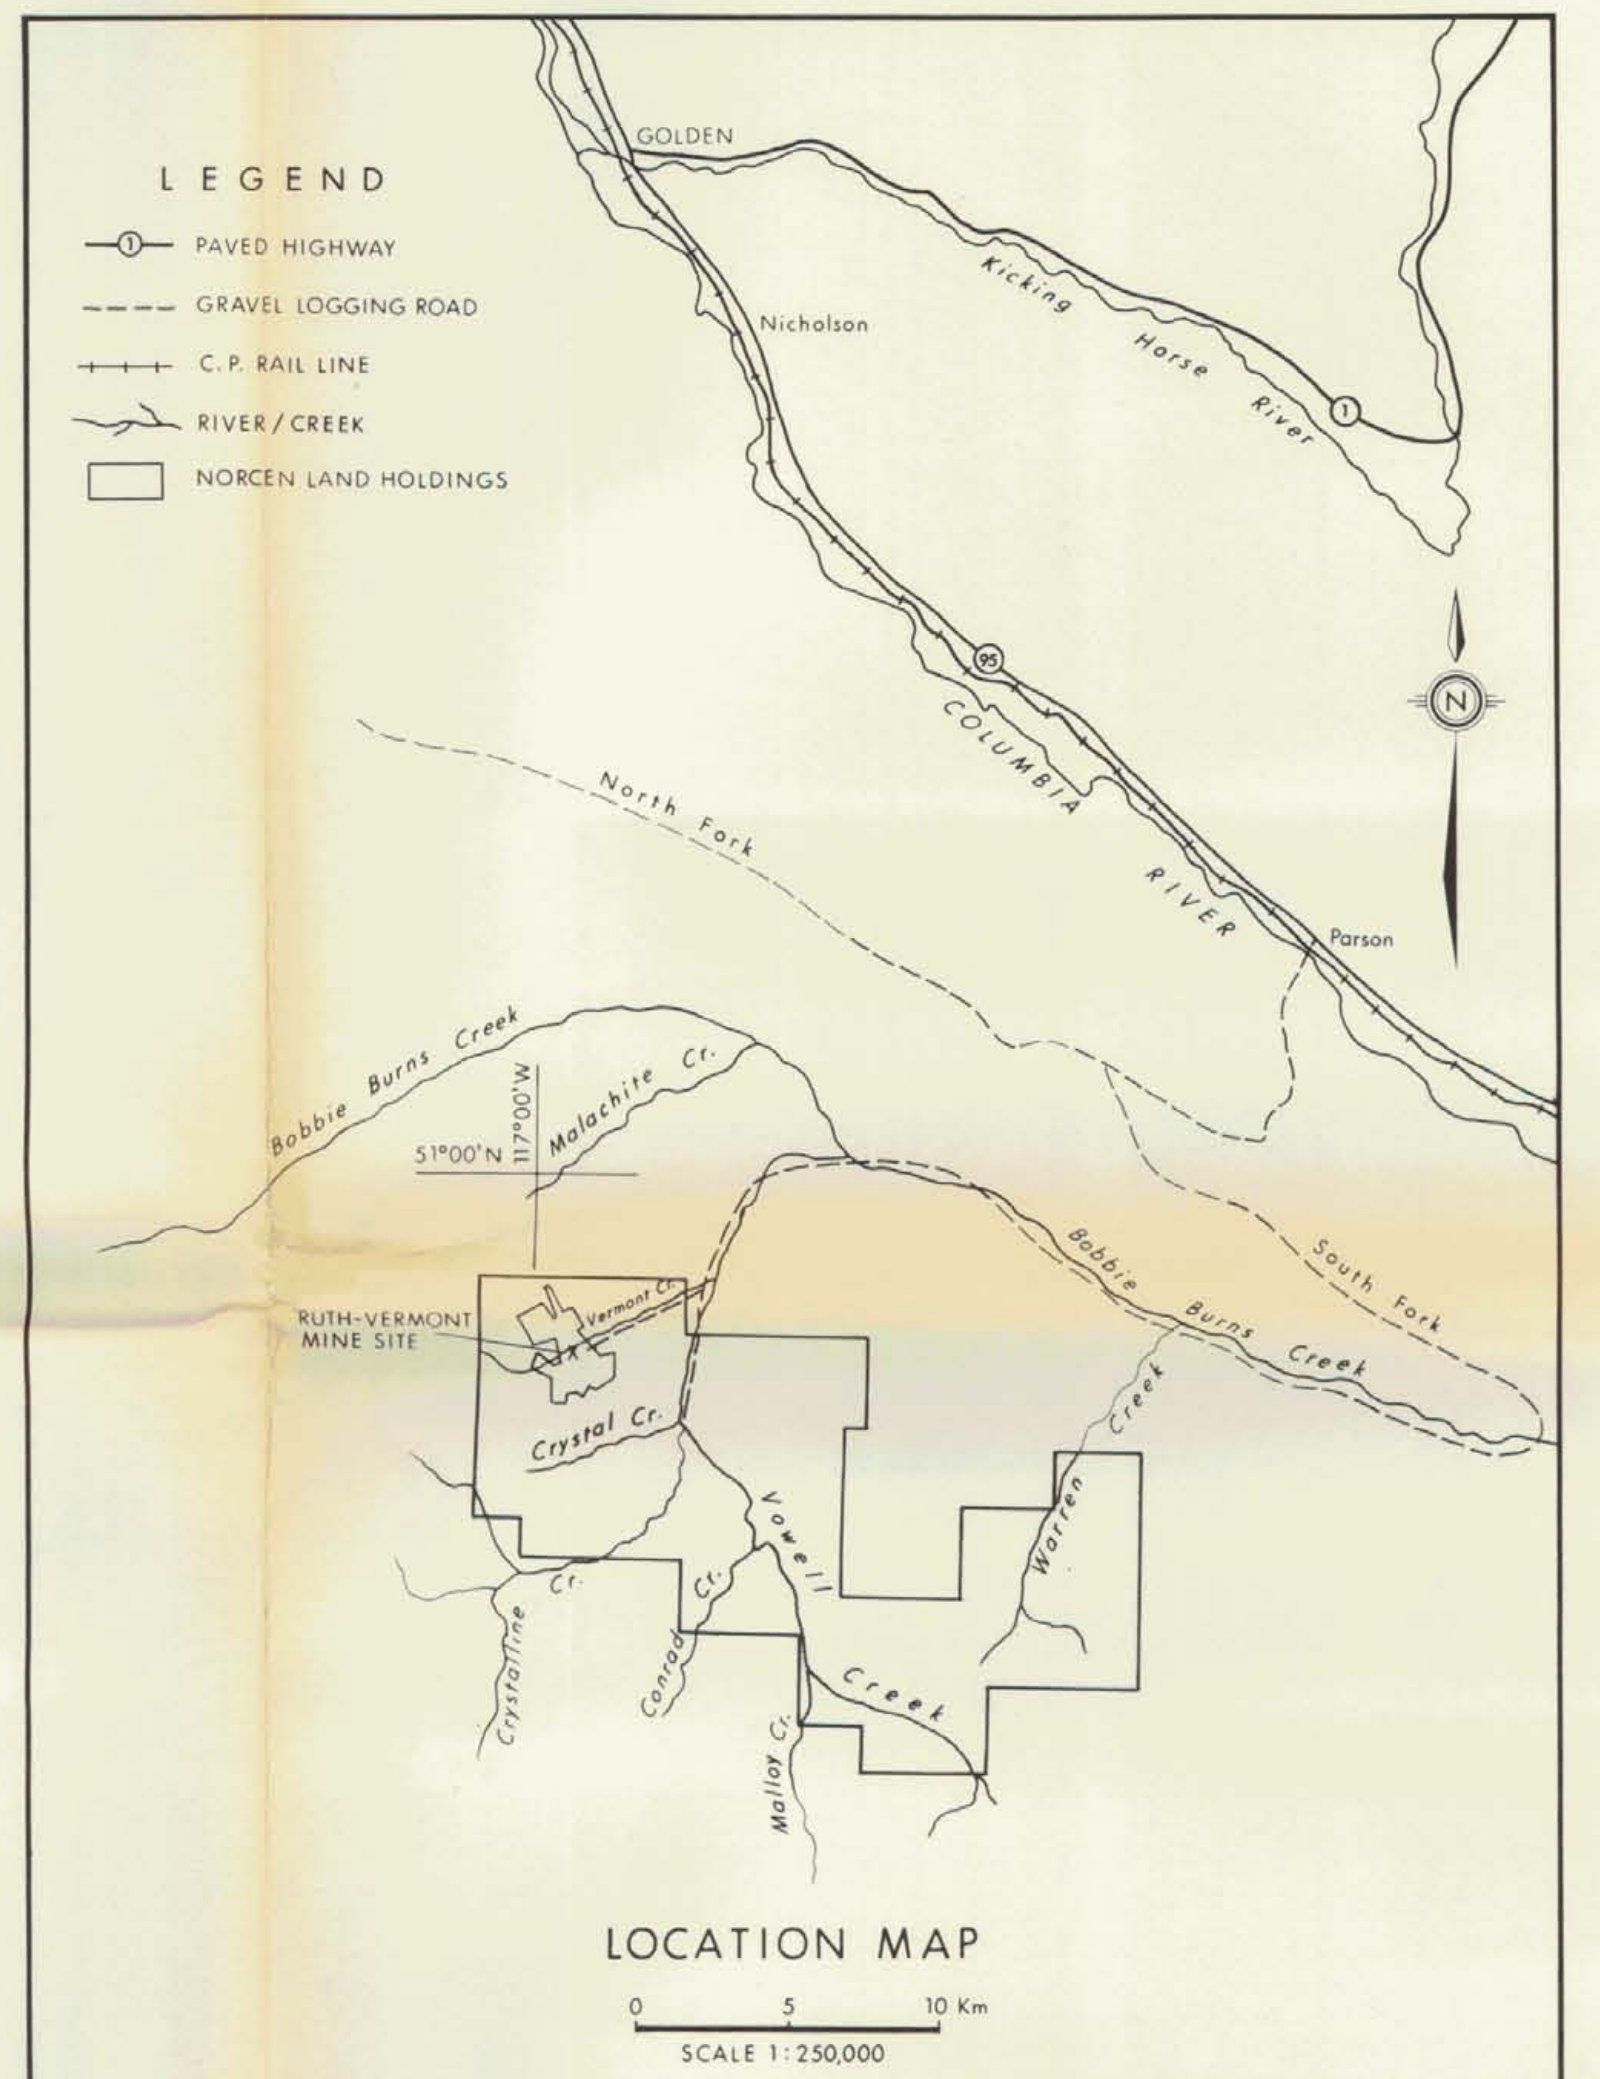 GOLDEN
LEGEND
1 PAVED HIGHWAY
GRAVEL LOGGING ROAD
C.P. RAIL LINE
RIVER/CREEK
NORCEN LAND HOLDINGS
Kicking Horse River
1
Nicholson
95
COLUMBIA RIVER
N
North Fork
Parson
Bobbie Burns Creek
Malachite Cr.
117°00'W
51°00'N
South Fork
Bobbie Burns Creek
RUTH-VERMONT
MINE SITE
Vermont Cr.
X
Crystal Cr.
Warren Creek
Vowell Creek
Crystalline Cr.
Conrad Cr.
Malloy Cr.
LOCATION MAP
0 5 10 Km
SCALE 1:250,000